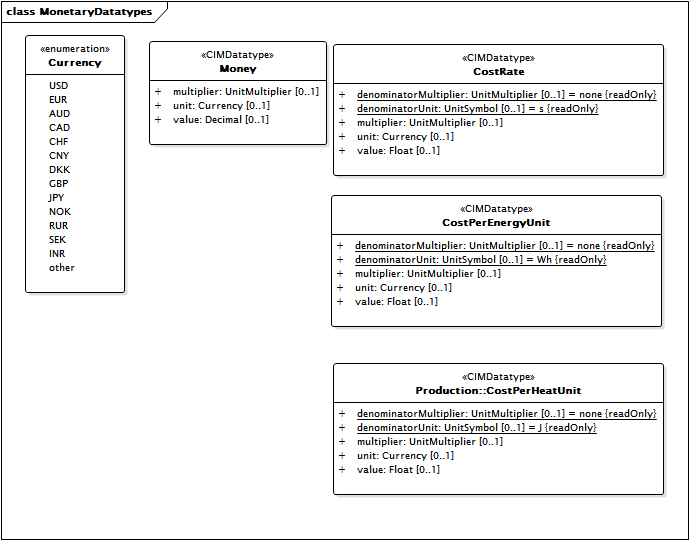 class MonetaryDatatypes
«enumeration»
Currency
USD
EUR
AUD
CAD
CHF
CNY
DKK
GBP
JPY
NOK
RUR
SEK
INR
other
«CIMDatatype»
Money
+ multiplier: UnitMultiplier [0..1]
+ unit: Currency [0..1]
+ value: Decimal [0..1]
«CIMDatatype»
CostRate
+ denominatorMultiplier: UnitMultiplier [0..1] = none {readOnly}
+ denominatorUnit: UnitSymbol [0..1] = s {readOnly}
+ multiplier: UnitMultiplier [0..1]
+ unit: Currency [0..1]
+ value: Float [0..1]
«CIMDatatype»
CostPerEnergyUnit
+ denominatorMultiplier: UnitMultiplier [0..1] = none {readOnly}
+ denominatorUnit: UnitSymbol [0..1] = Wh {readOnly}
+ multiplier: UnitMultiplier [0..1]
+ unit: Currency [0..1]
+ value: Float [0..1]
«CIMDatatype»
Production::CostPerHeatUnit
+ denominatorMultiplier: UnitMultiplier [0..1] = none {readOnly}
+ denominatorUnit: UnitSymbol [0..1] = J {readOnly}
+ multiplier: UnitMultiplier [0..1]
+ unit: Currency [0..1]
+ value: Float [0..1]